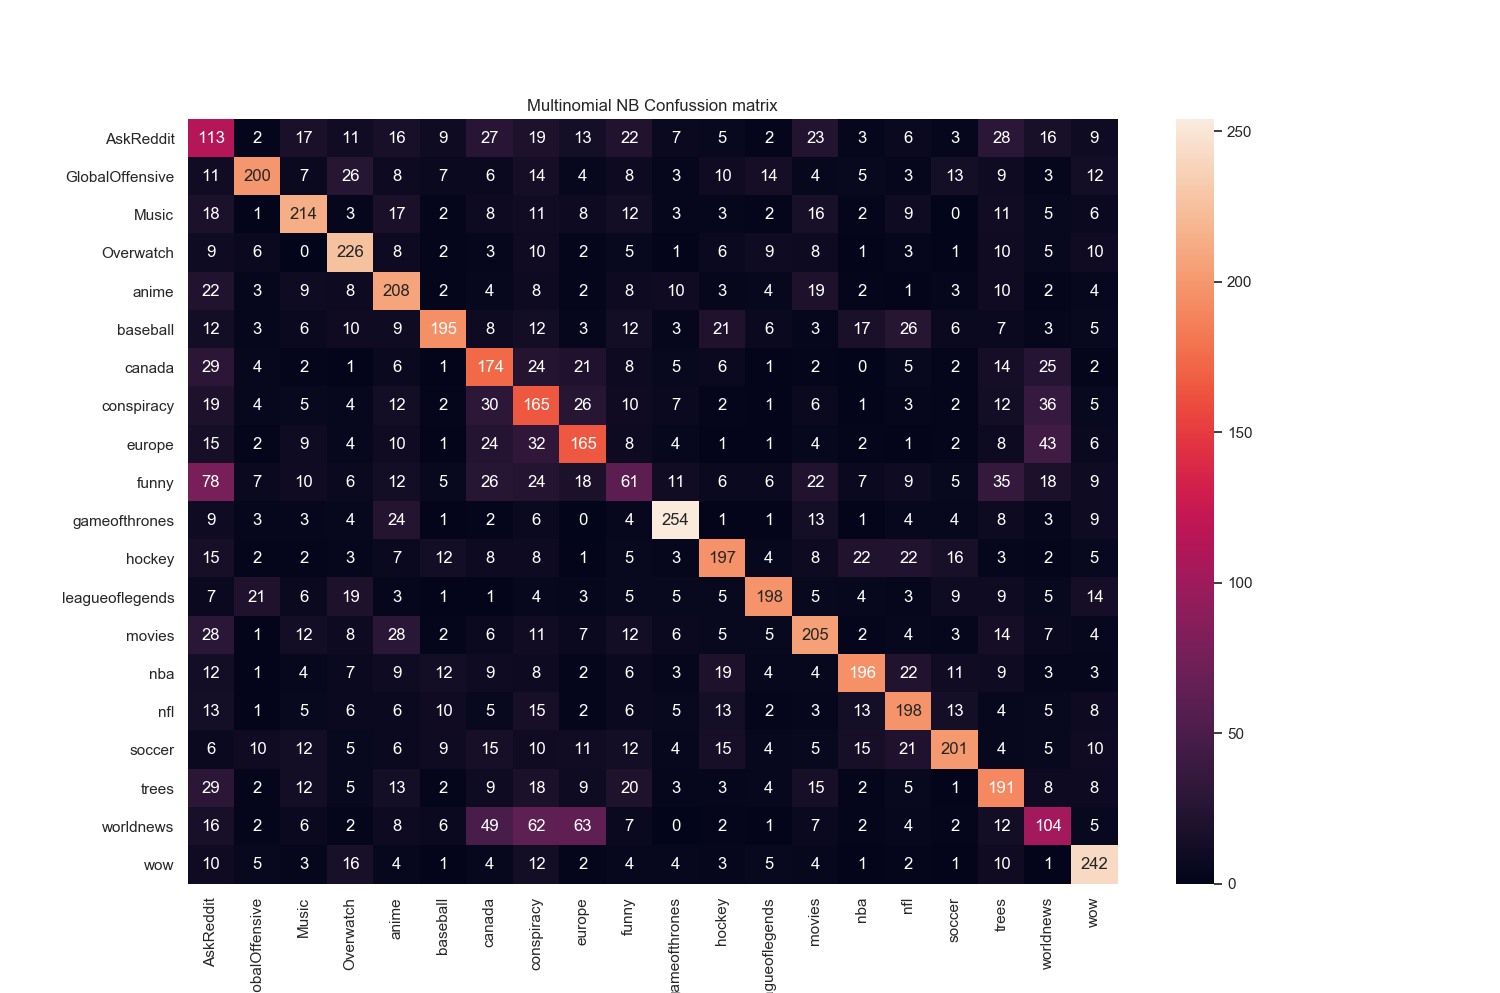 Multinomial NB Confussion matrix
AskReddit 113 2 17 11 16 9 27 19 13 22 7 5 2 23 3 6 3 28 16 9
GlobalOffensive 11 200 7 26 8 7 6 14 4 8 3 10 14 4 5 3 13 9 3 12
Music 18 1 214 3 17 2 8 11 8 12 3 3 2 16 2 9 0 11 5 6
Overwatch 9 6 0 226 8 2 3 10 2 5 1 6 9 8 1 3 1 10 5 10
anime 22 3 9 8 208 2 4 8 2 8 10 3 4 19 2 1 3 10 2 4
baseball 12 3 6 10 9 195 8 12 3 12 3 21 6 3 17 26 6 7 3 5
canada 29 4 2 1 6 1 174 24 21 8 5 6 1 2 0 5 2 14 25 2
conspiracy 19 4 5 4 12 2 30 165 26 10 7 2 1 6 1 3 2 12 36 5
europe 15 2 9 4 10 1 24 32 165 8 4 1 1 4 2 1 2 8 43 6
funny 78 7 10 6 12 5 26 24 18 61 11 6 6 22 7 9 5 35 18 9
gameofthrones 9 3 3 4 24 1 2 6 0 4 254 1 1 13 1 4 4 8 3 9
hockey 15 2 2 3 7 12 8 8 1 5 3 197 4 8 22 22 16 3 2 5
leagueoflegends 7 21 6 19 3 1 1 4 3 5 5 5 198 5 4 3 9 9 5 14
movies 28 1 12 8 28 2 6 11 7 12 6 5 5 205 2 4 3 14 7 4
nba 12 1 4 7 9 12 9 8 2 6 3 19 4 4 196 22 11 9 3 3
nfl 13 1 5 6 6 10 5 15 2 6 5 13 2 3 13 198 13 4 5 8
soccer 6 10 12 5 6 9 15 10 11 12 4 15 4 5 15 21 201 4 5 10
trees 29 2 12 5 13 2 9 18 9 20 3 3 4 15 2 5 1 191 8 8
worldnews 16 2 6 2 8 6 49 62 63 7 0 2 1 7 2 4 2 12 104 5
wow 10 5 3 16 4 1 4 12 2 4 4 3 5 4 1 2 1 10 1 242
AskReddit
obalOffensive
Music
Overwatch
anime
baseball
canada
conspiracy
europe
funny
ameofthrones
hockey
gueoflegends
movies
nba
nfl
soccer
trees
worldnews
wow
250
200
150
100
50
0